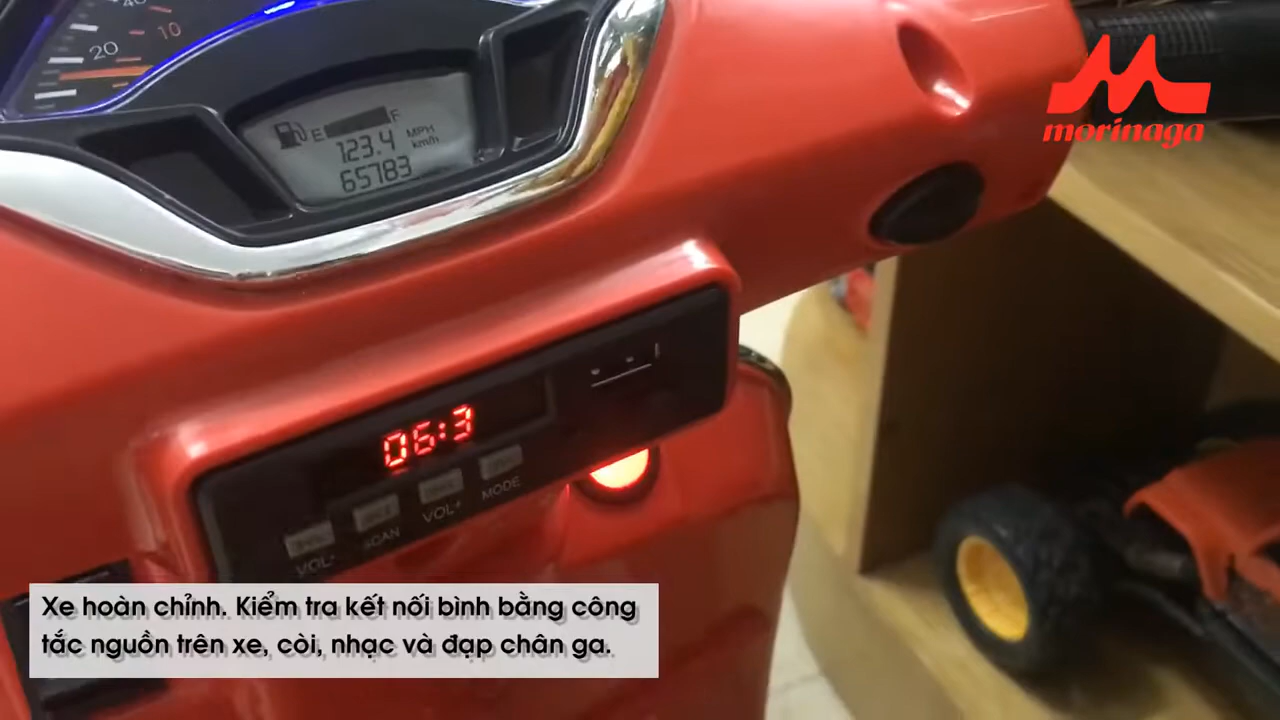 40
20
10
E F
123.4 MPH
km/h
65783
morinaga
06:3
VOL- SCAN VOL+ MODE
Xe hoàn chỉnh. Kiểm tra kết nối bình bằng công
tắc nguồn trên xe, còi, nhạc và đạp chân ga.